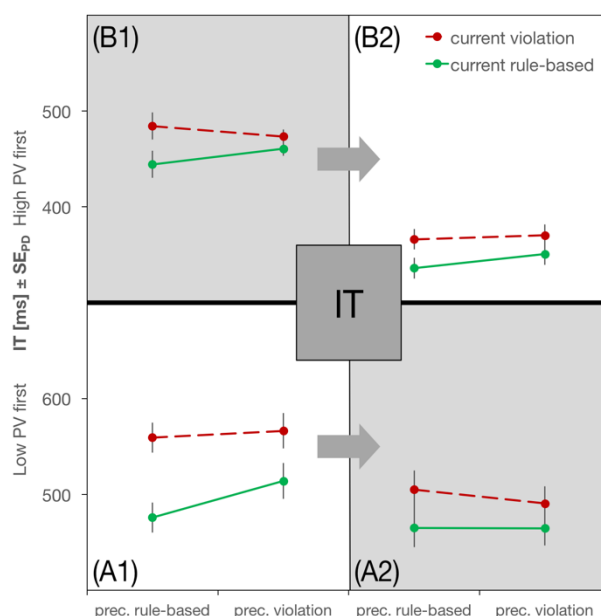 (B1)
(B2)
current violation
current rule-based
500
400
IT [ms] ± SEPD High PV first
IT
Low PV first
600
500
(A1)
(A2)
prec. rule-based prec. violation prec. rule-based prec. violation